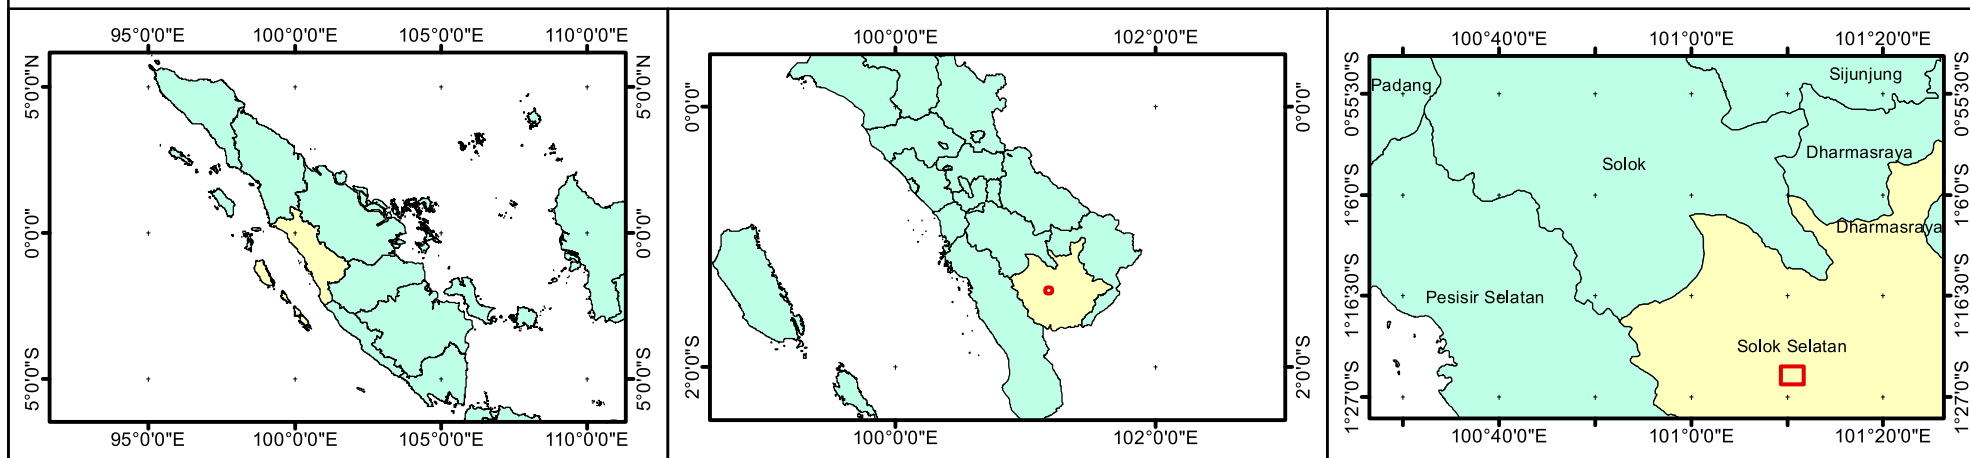 95°0'0"E 100°0'0"E 105°0'0"E 110°0'0"E
5°0'0"N 5°0'0"N
0°0'0" 0°0'0"
5°0'0"S 5°0'0"S
95°0'0"E 100°0'0"E 105°0'0"E 110°0'0"E
100°0'0"E 102°0'0"E
0°0'0" 0°0'0"
2°0'0"S 2°0'0"S
100°0'0"E 102°0'0"E
100°40'0"E 101°0'0"E 101°20'0"E
0°55'30"S 0°55'30"S
1°6'0"S 1°6'0"S
1°16'30"S 1°16'30"S
1°27'0"S 1°27'0"S
Padang
Sijunjung
Solok
Dharmasraya
Dharmasraya
Pesisir Selatan
Solok Selatan
100°40'0"E 101°0'0"E 101°20'0"E